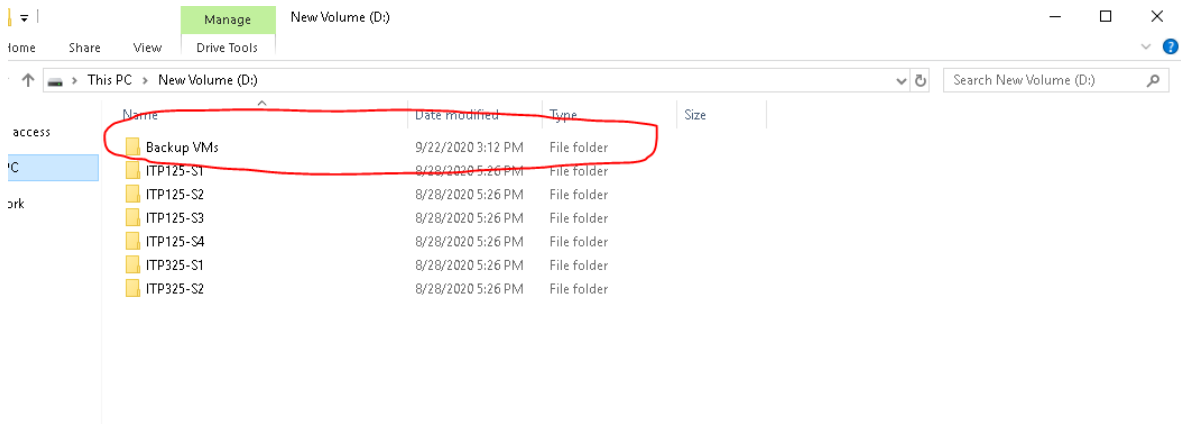 Manage New Volume (D:)
Home Share View Drive Tools
This PC > New Volume (D:) Search New Volume (D:)
Name Date modified Type Size
access
Backup VMs 9/22/2020 3:12 PM File folder
PC
ITP125-S1 8/28/2020 5:26 PM File folder
ITP125-S2 8/28/2020 5:26 PM File folder
ork
ITP125-S3 8/28/2020 5:26 PM File folder
ITP125-S4 8/28/2020 5:26 PM File folder
ITP325-S1 8/28/2020 5:26 PM File folder
ITP325-S2 8/28/2020 5:26 PM File folder